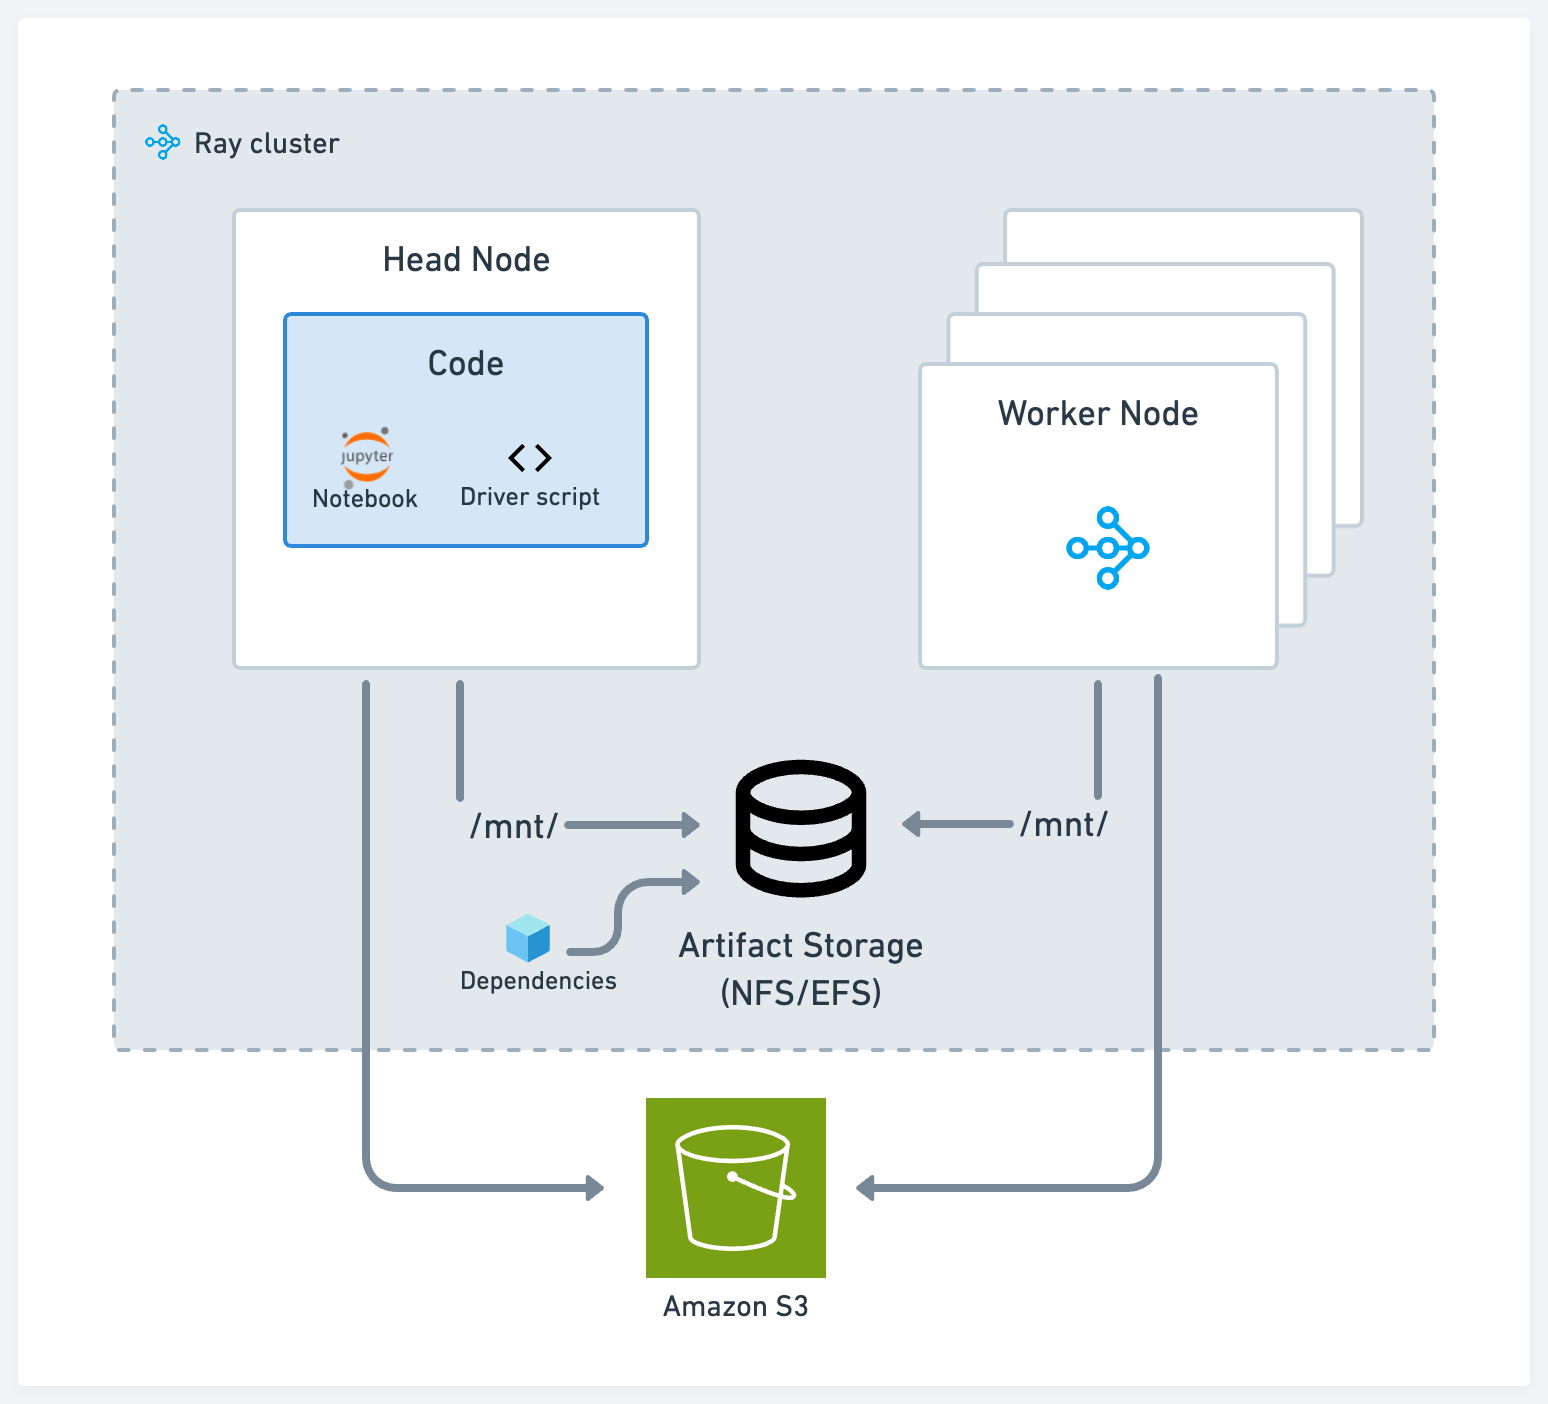 Ray cluster
Head Node
Code
jupyter
Notebook
Driver script
Worker Node
/mnt/
/mnt/
Dependencies
Artifact Storage
(NFS/EFS)
Amazon S3